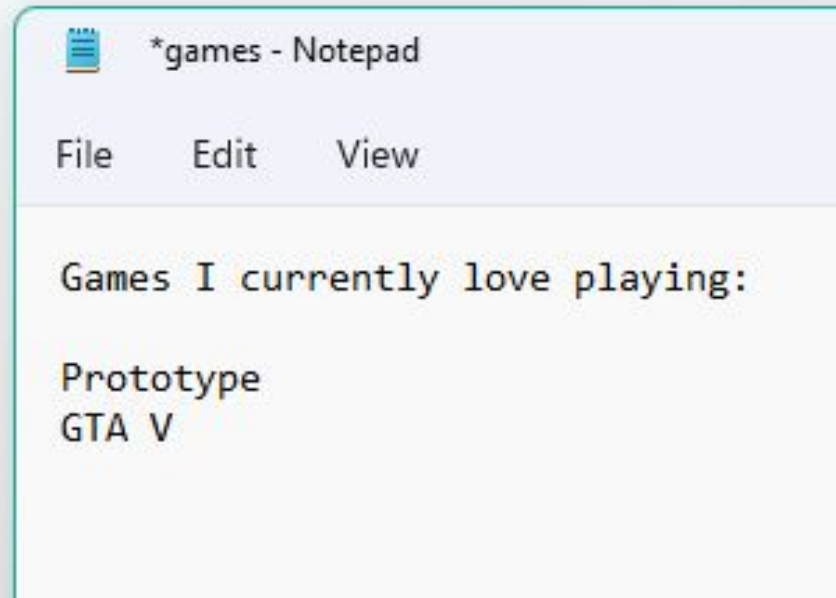 *games - Notepad
File Edit View
Games I currently love playing:
Prototype
GTA V